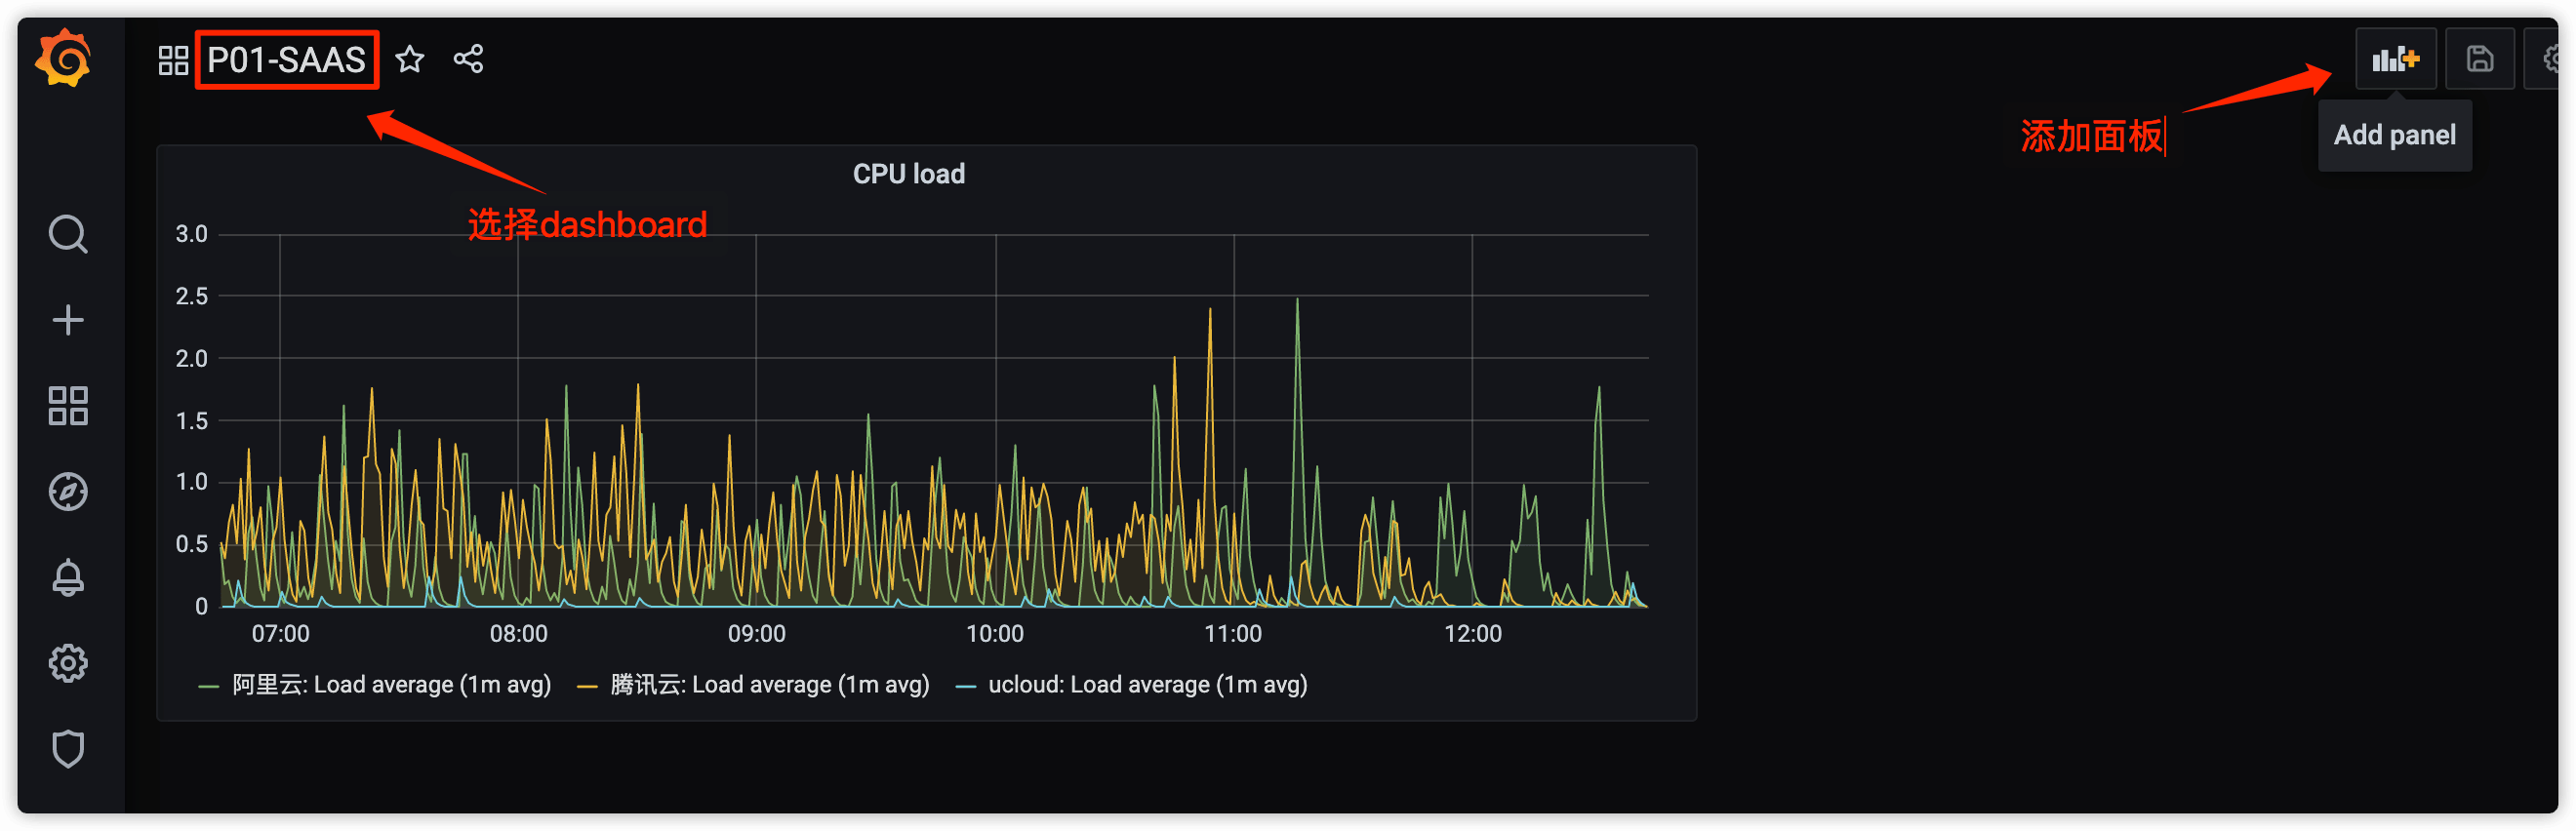 P01-SAAS
添加面板
Add panel
CPU load
选择dashboard
3.0
2.5
2.0
1.5
1.0
0.5
0
07:00 08:00 09:00 10:00 11:00 12:00
阿里云: Load average (1m avg) 腾讯云: Load average (1m avg) ucloud: Load average (1m avg)